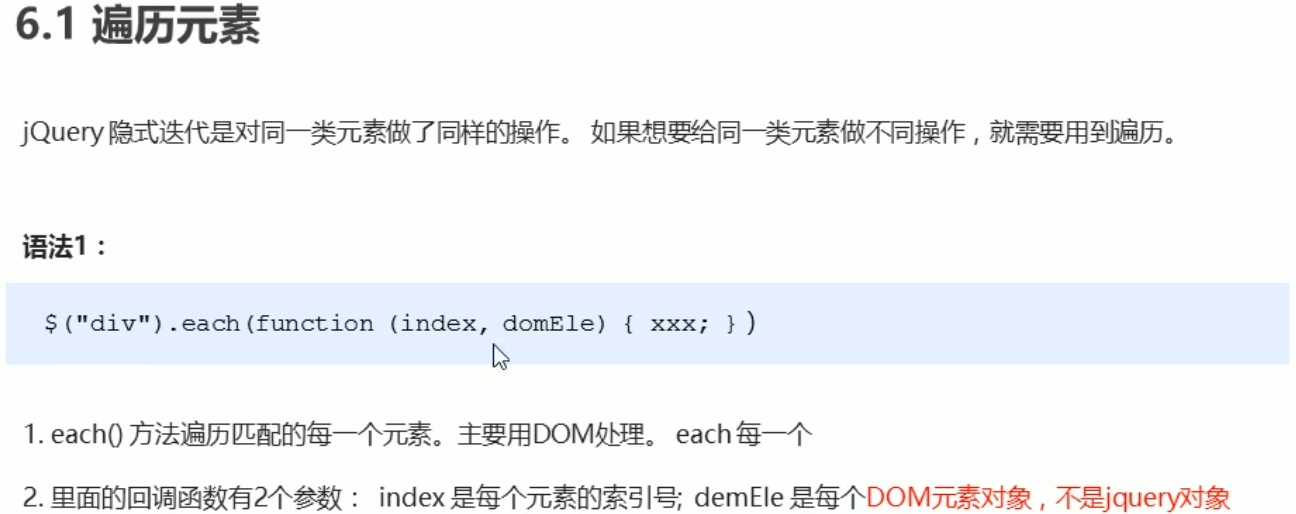 6.1 遍历元素
jQuery 隐式迭代是对同一类元素做了同样的操作。 如果想要给同一类元素做不同操作，就需要用到遍历。
语法1：
$("div").each(function (index, domEle) { xxx; })
1. each() 方法遍历匹配的每一个元素。主要用DOM处理。 each 每一个
2. 里面的回调函数有2个参数： index 是每个元素的索引号; demEle 是每个DOM元素对象，不是jquery对象